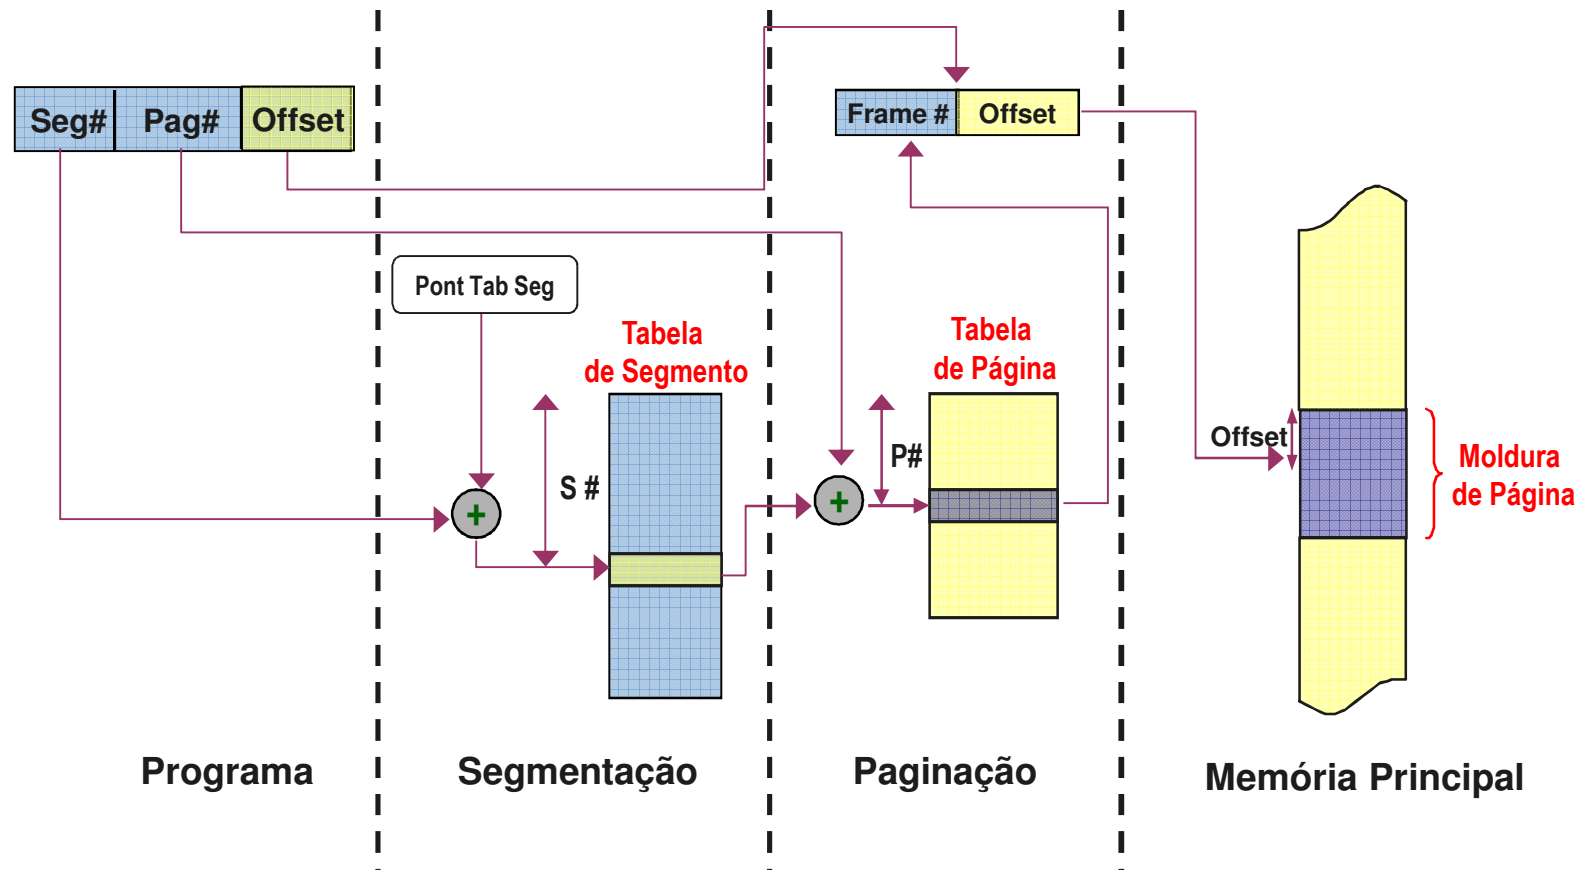 Seg# Pag# Offset
Frame # Offset
Pont Tab Seg
Tabela
de Segmento
Tabela
de Página
S #
P#
+
+
Offset
Moldura
de Página
Programa
Segmentação
Paginação
Memória Principal